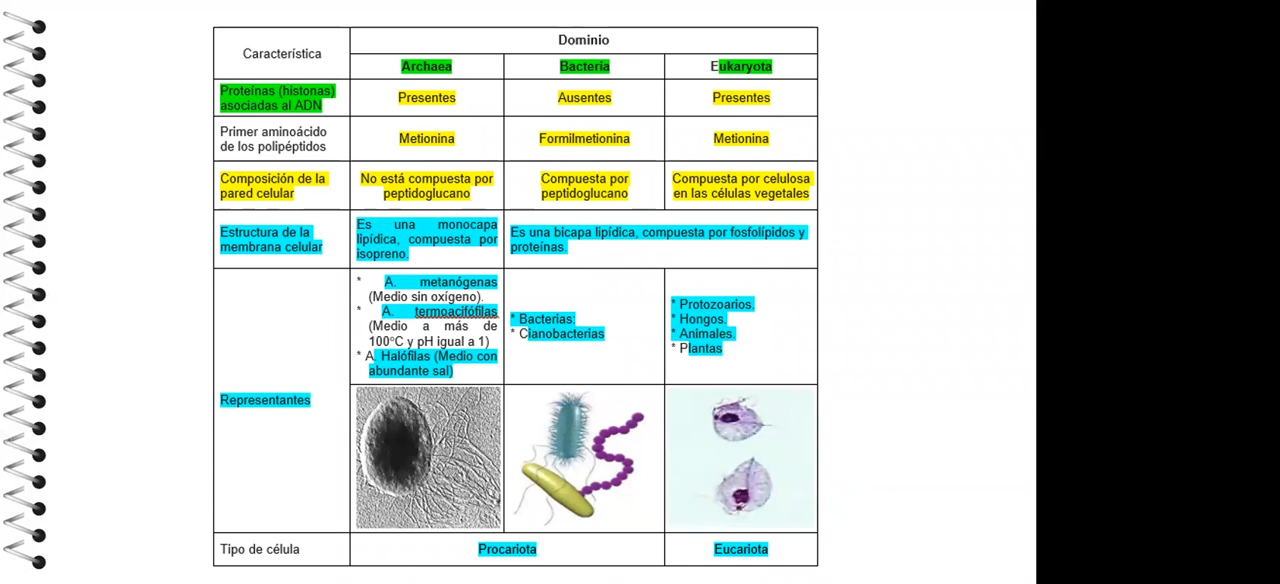 Característica
Dominio
Archaea
Bacteria
Eukaryota
Proteínas (histonas)
asociadas al ADN
Presentes
Ausentes
Presentes
Primer aminoácido
de los polipéptidos
Metionina
Formilmetionina
Metionina
Composición de la
pared celular
No está compuesta por
peptidoglucano
Compuesta por
peptidoglucano
Compuesta por celulosa
en las células vegetales
Estructura de la
membrana celular
Es una monocapa
lipídica, compuesta por
isopreno.
Es una bicapa lipídica, compuesta por fosfolípidos y
proteínas.
Representantes
* A. metanógenas
(Medio sin oxígeno).
* A. termoacifófilas
(Medio a más de
100°C y pH igual a 1)
* A. Halófilas (Medio con
abundante sal)
* Bacterias:
* Cianobacterias
* Protozoarios.
* Hongos.
* Animales.
* Plantas
Tipo de célula
Procariota
Eucariota